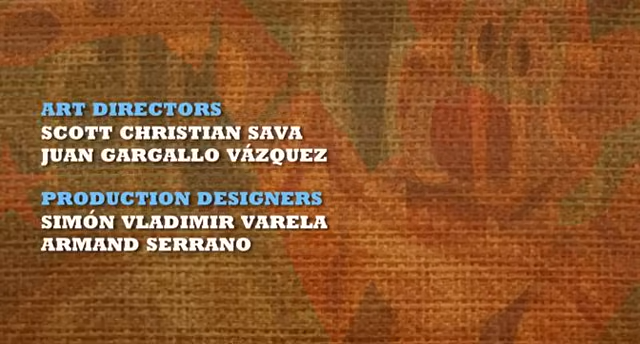 ART DIRECTORS
SCOTT CHRISTIAN SAVA
JUAN GARGALLO VÁZQUEZ
PRODUCTION DESIGNERS
SIMÓN VLADIMIR VARELA
ARMAND SERRANO